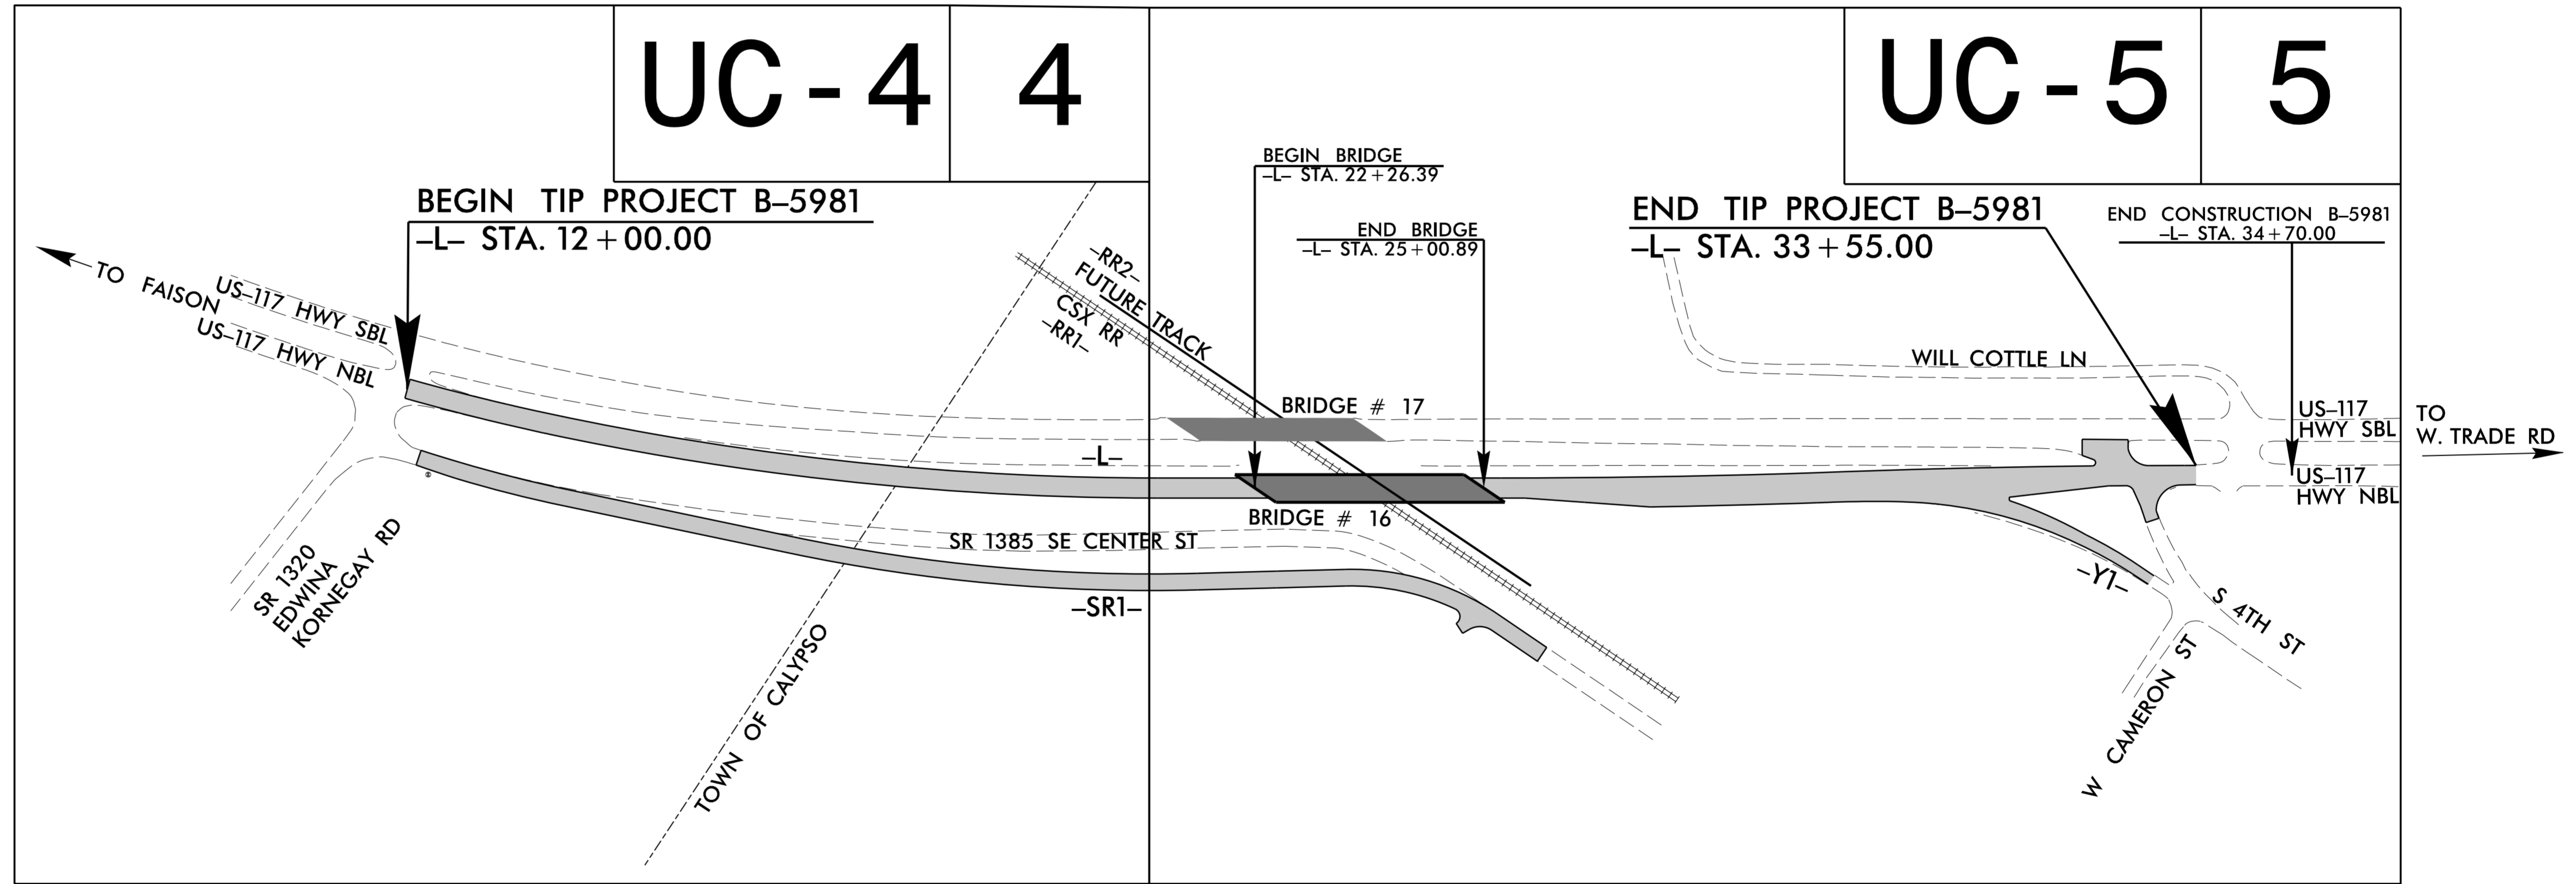 UC-4
4
UC-5
5
BEGIN BRIDGE
-L- STA. 22+26.39
BEGIN TIP PROJECT B-5981
-L- STA. 12+00.00
END BRIDGE
-L- STA. 25+00.89
END TIP PROJECT B-5981
-L- STA. 33+55.00
END CONSTRUCTION B-5981
-L- STA. 34+70.00
TO FAISON
US-117 HWY SBL
US-117 HWY NBL
-RR2-
FUTURE TRACK
CSX RR
-RR1-
WILL COTTLE LN
BRIDGE # 17
US-117
HWY SBL
TO
W. TRADE RD
-L-
US-117
HWY NBL
BRIDGE # 16
SR 1385 SE CENTER ST
SR 1320
EDWINA
KORNEGAY RD
-SR1-
-Y1-
S 4TH ST
TOWN OF CALYPSO
W CAMERON ST